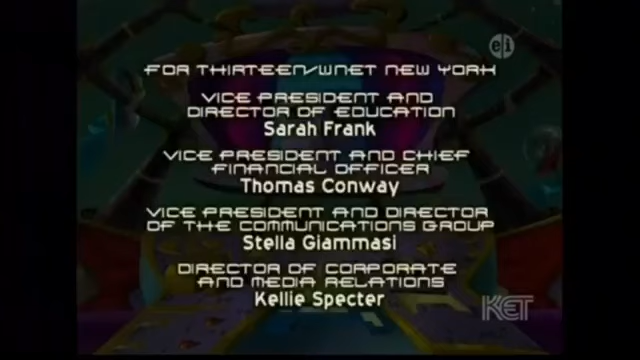 e/i
FOR THIRTEEN/WNET NEW YORK
VICE PRESIDENT AND
DIRECTOR OF EDUCATION
Sarah Frank
VICE PRESIDENT AND CHIEF
FINANCIAL OFFICER
Thomas Conway
VICE PRESIDENT AND DIRECTOR
OF THE COMMUNICATIONS GROUP
Stella Giammasi
DIRECTOR OF CORPORATE
AND MEDIA RELATIONS
Kellie Specter
KET